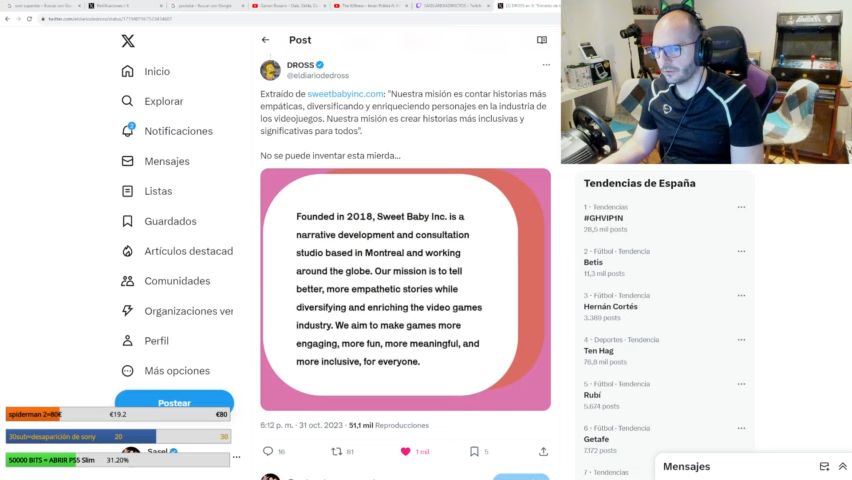 Post
DROSS
@eldiariodedross
Extraído de sweetbabyinc.com: "Nuestra misión es contar historias más
empáticas, diversificando y enriqueciendo personajes en la industria de
los videojuegos. Nuestra misión es crear historias más inclusivas y
significativas para todos".
No se puede inventar esta mierda...
Founded in 2018, Sweet Baby Inc. is a
narrative development and consultation
studio based in Montreal and working
around the globe. Our mission is to tell
better, more empathetic stories while
diversifying and enriching the video games
industry. We aim to make games more
engaging, more fun, more meaningful, and
more inclusive, for everyone.
6:12 p. m. · 31 oct. 2023 · 51,1 mil Reproducciones
16
81
1 mil
5
Inicio
Explorar
2
Notificaciones
Mensajes
Listas
Guardados
Artículos destacad
Comunidades
Organizaciones ver
Perfil
Más opciones
Postear
spiderman 2=80€ €19.2 €80
30sub=desaparición de sony 20 30
50000 BITS = ABRIR PS5 Slim 31.20%
Sasel
Tendencias de España
1 · Tendencias
#GHVIP1N
28,5 mil posts
2 · Fútbol · Tendencia
Betis
11,3 mil posts
3 · Fútbol · Tendencia
Hernán Cortés
3.389 posts
4 · Deportes · Tendencia
Ten Hag
78,8 mil posts
5 · Fútbol · Tendencia
Rubí
5.674 posts
6 · Fútbol · Tendencia
Getafe
7.172 posts
7 · Tendencias
Mensajes